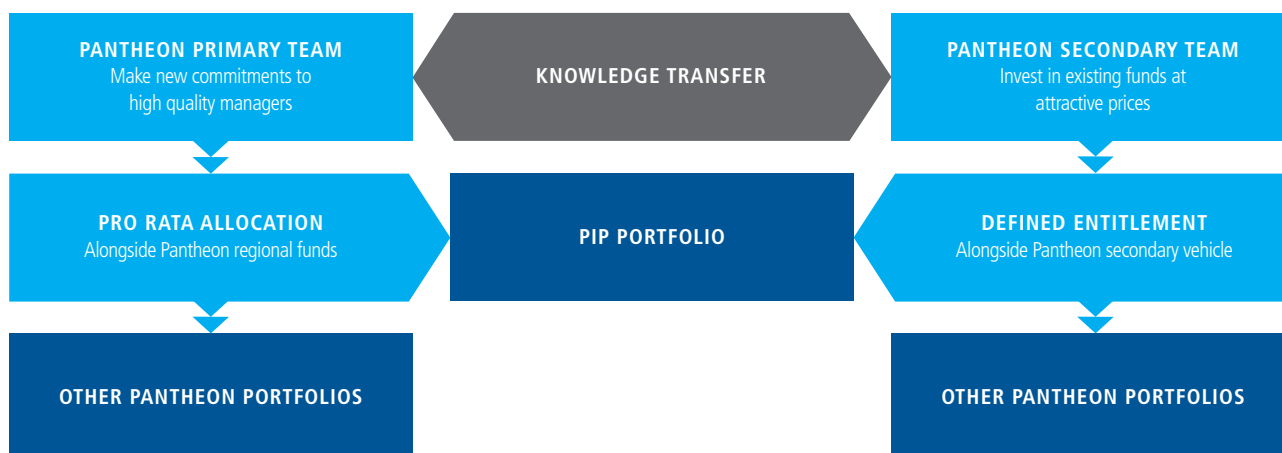 PANTHEON PRIMARY TEAM
Make new commitments to
high quality managers
KNOWLEDGE TRANSFER
PANTHEON SECONDARY TEAM
Invest in existing funds at
attractive prices
PRO RATA ALLOCATION
Alongside Pantheon regional funds
PIP PORTFOLIO
DEFINED ENTITLEMENT
Alongside Pantheon secondary vehicle
OTHER PANTHEON PORTFOLIOS
OTHER PANTHEON PORTFOLIOS